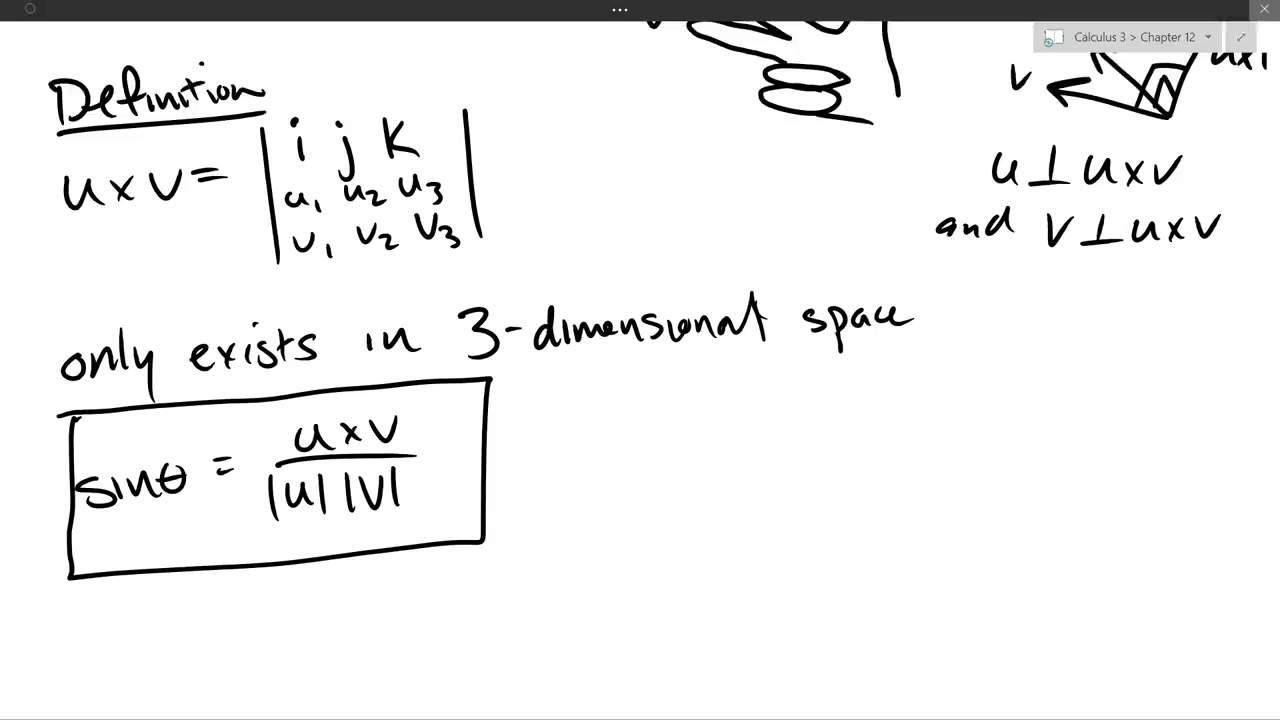 Calculus 3 > Chapter 12
Definition
u x v =
i j k
u₁ u₂ u₃
v₁ v₂ v₃
v
u ⊥ u x v
and v ⊥ u x v
only exists in 3-dimensional space
sinθ = u x v / |u| |v|